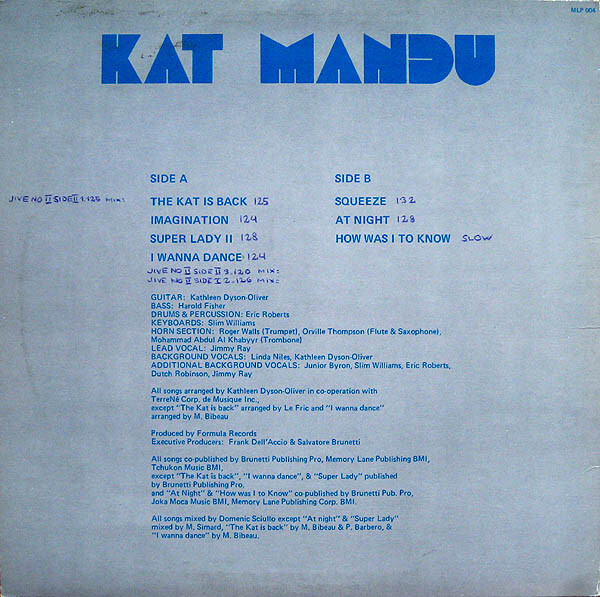 MLP 004
KAT MANDU
SIDE A
JIVE NO II SIDE II 1.125 MIX:
THE KAT IS BACK 125
IMAGINATION 124
SUPER LADY II 128
I WANNA DANCE 124
JIVE NO II SIDE II 3.120 MIX:
JIVE NO II SIDE I 2.126 MIX:
SIDE B
SQUEEZE 132
AT NIGHT 128
HOW WAS I TO KNOW SLOW
GUITAR: Kathleen Dyson-Oliver
BASS: Harold Fisher
DRUMS & PERCUSSION: Eric Roberts
KEYBOARDS: Slim Williams
HORN SECTION: Roger Walls (Trumpet), Orville Thompson (Flute & Saxophone),
Mohammad Abdul Al Khabyyr (Trombone)
LEAD VOCAL: Jimmy Ray
BACKGROUND VOCALS: Linda Niles, Kathleen Dyson-Oliver
ADDITIONAL BACKGROUND VOCALS: Junior Byron, Slim Williams, Eric Roberts,
Dutch Robinson, Jimmy Ray
All songs arranged by Kathleen Dyson-Oliver in co-operation with
TerreNé Corp. de Musique Inc.,
except "The Kat is back" arranged by Le Fric and "I wanna dance"
arranged by M. Bibeau
Produced by Formula Records
Executive Producers: Frank Dell'Accio & Salvatore Brunetti
All songs co-published by Brunetti Publishing Pro, Memory Lane Publishing BMI,
Tchukon Music BMI,
except "The Kat is back", "I wanna dance", & "Super Lady" published
by Brunetti Publishing Pro.
and "At Night" & "How was I to Know" co-published by Brunetti Pub. Pro,
Joka Moca Music BMI, Memory Lane Publishing Corp. BMI.
All songs mixed by Domenic Sciullo except "At night" & "Super Lady"
mixed by M. Simard, "The Kat is back" by M. Bibeau & P. Barbero, &
"I wanna dance" by M. Bibeau.